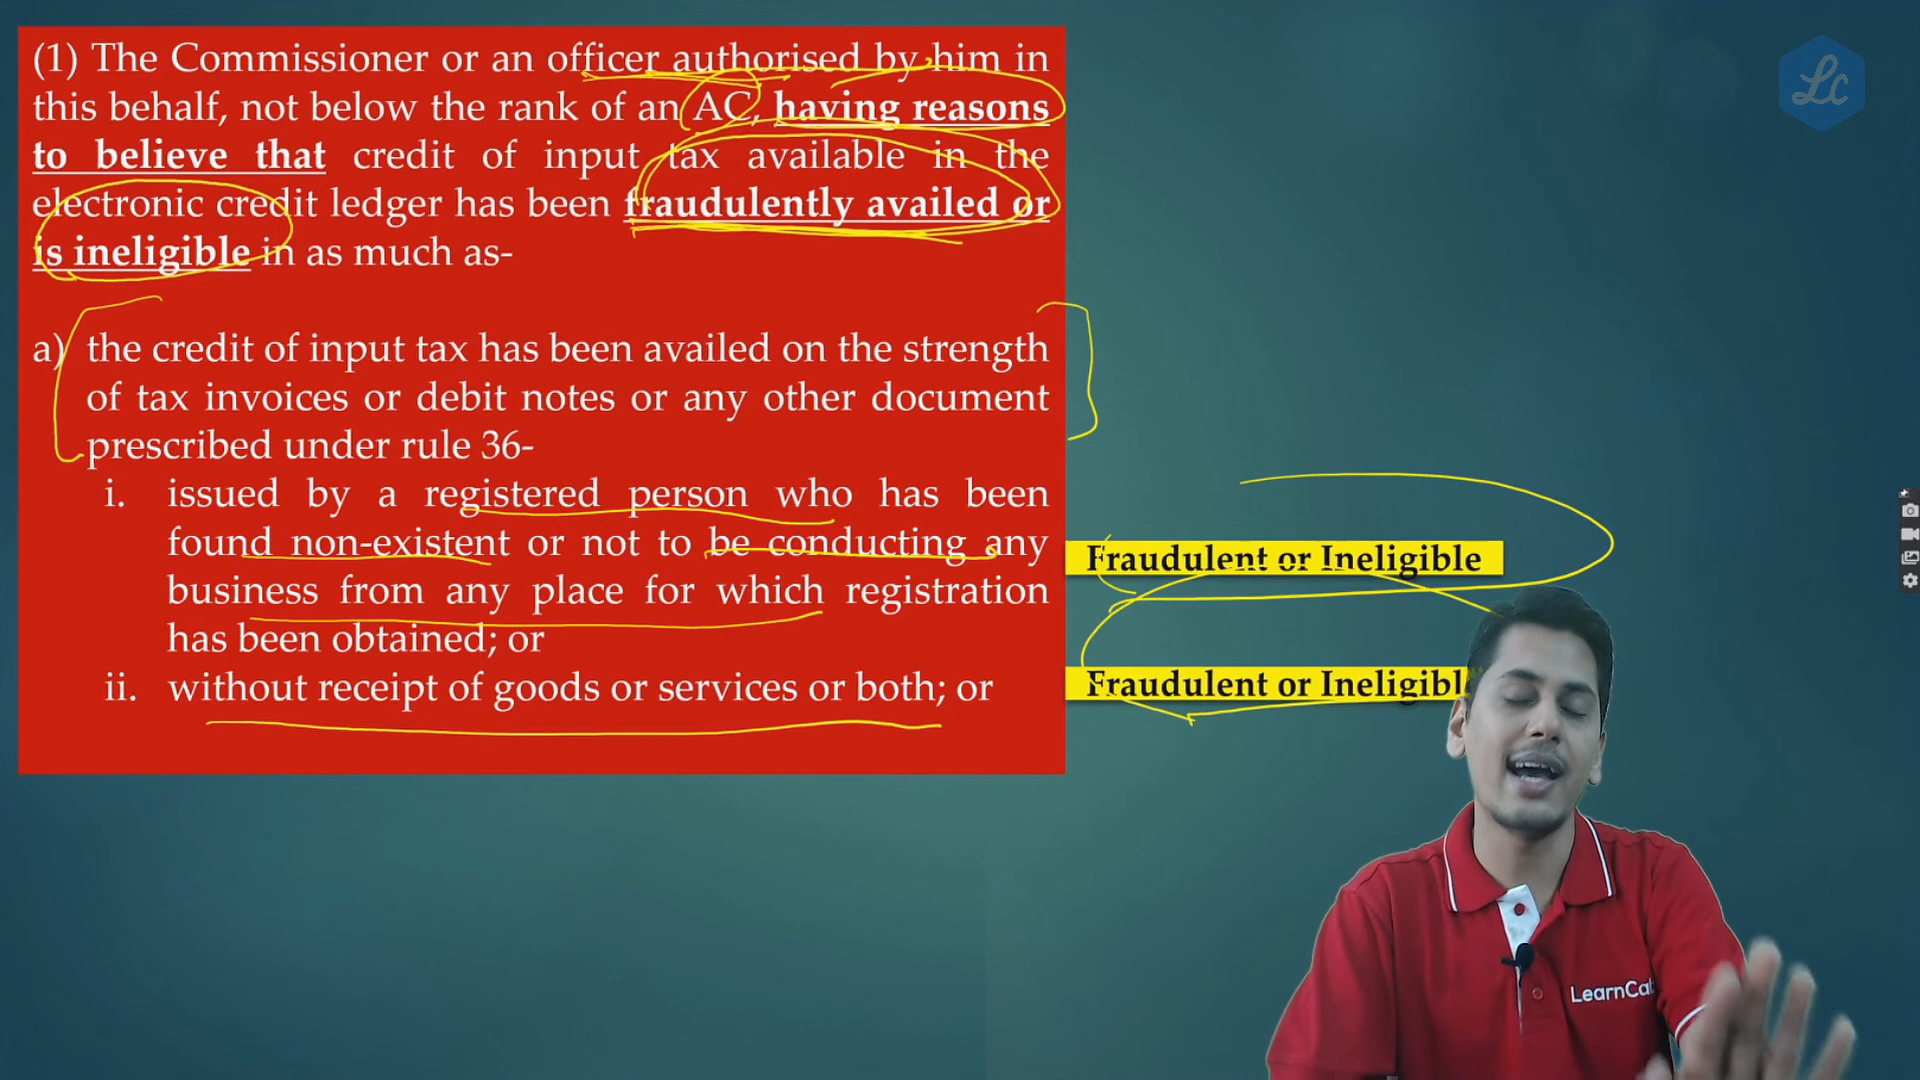 (1) The Commissioner or an officer authorised by him in
this behalf, not below the rank of an AC, having reasons
to believe that credit of input tax available in the
electronic credit ledger has been fraudulently availed or
is ineligible in as much as-
a) the credit of input tax has been availed on the strength
of tax invoices or debit notes or any other document
prescribed under rule 36-
i. issued by a registered person who has been
found non-existent or not to be conducting any
business from any place for which registration
has been obtained; or
ii. without receipt of goods or services or both; or
Fraudulent or Ineligible
Fraudulent or Ineligibl
Lc
LearnCa